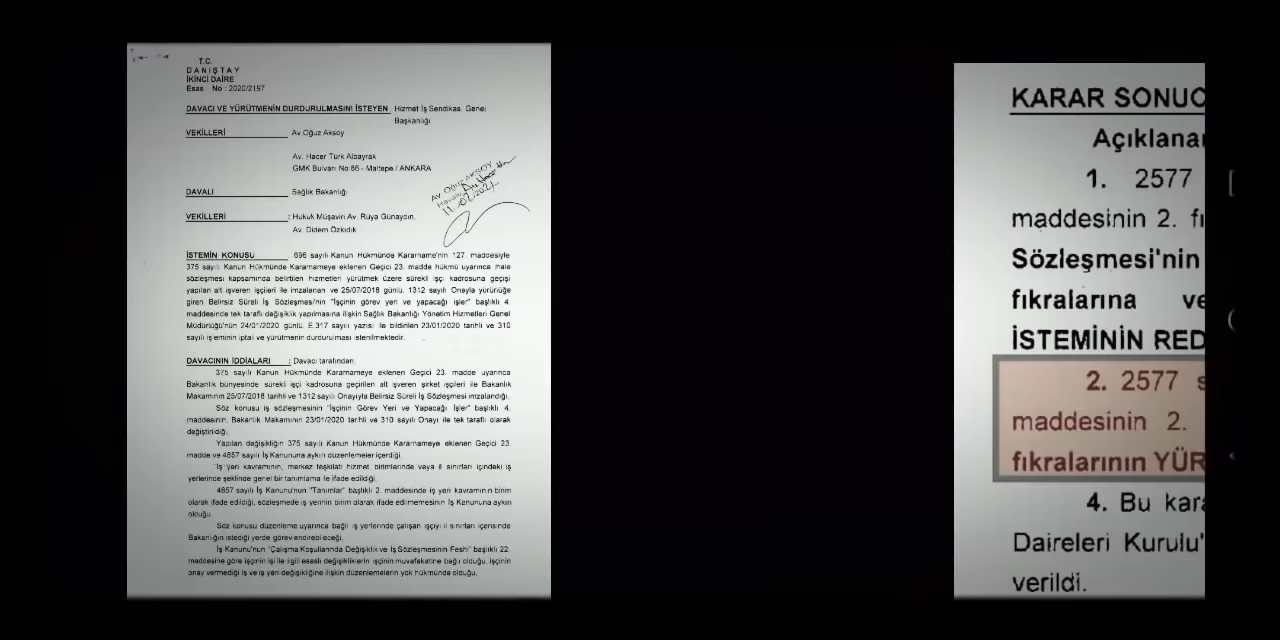 T.C.
DANIŞTAY
İKİNCİ DAİRE
Esas No : 2020/2197
DAVACI VE YÜRÜTMENİN DURDURULMASINI İSTEYEN Hizmet İş Sendikas Genel
Başkanlığı
VEKİLLERİ Av Oğuz Aksoy
Av. Hacer Türk Albayrak
GMK Bulvarı No:86 - Maltepe / ANKARA
Av. Oğuz AKSOY
11.02.2021
DAVALI Sağlık Bakanlığı
VEKİLLERİ : Hukuk Müşaviri Av. Rüya Günaydın,
Av. Didem Özkıdık
İSTEMİN KONUSU 696 sayılı Kanun Hükmünde Kararname'nin 127. maddesiyle
375 sayılı Kanun Hükmünde Kararnameye eklenen Geçici 23. madde hükmü uyarınca ihale
sözleşmesi kapsamında belirtilen hizmetleri yürütmek üzere sürekli işçi kadrosuna geçişi
yapılan alt işveren işçileri ile imzalanan ve 25/07/2018 günlü, 1312 sayılı Onayla yürürlüğe
giren Belirsiz Süreli İş Sözleşmesi'nin "İşçinin görev yeri ve yapacağı işler" başlıklı 4.
maddesinde tek taraflı değişiklik yapılmasına ilişkin Sağlık Bakanlığı Yönetim Hizmetleri Genel
Müdürlüğü'nün 24/01/2020 günlü, E.317 sayılı yazısı ile bildirilen 23/01/2020 tarihli ve 310
sayılı işleminin iptali ve yürütmenin durdurulması istenilmektedir.
DAVACININ İDDİALARI : Davacı tarafından;
375 sayılı Kanun Hükmünde Kararnameye eklenen Geçici 23. madde uyarınca
Bakanlık bünyesinde sürekli işçi kadrosuna geçirilen alt işveren şirket işçileri ile Bakanlık
Makamının 25/07/2018 tarihli ve 1312 sayılı Onayıyla Belirsiz Süreli İş Sözleşmesi imzalandığı,
Söz konusu iş sözleşmesinin "İşçinin Görev Yeri ve Yapacağı İşler" başlıklı 4.
maddesinin, Bakanlık Makamının 23/01/2020 tarihli ve 310 sayılı Onayı ile tek taraflı olarak
değiştirildiği,
Yapılan değişikliğin 375 sayılı Kanun Hükmünde Kararnameye eklenen Geçici 23.
madde ve 4857 sayılı İş Kanununa aykırı düzenlemeler içerdiği,
"İş yeri kavramının, merkez teşkilatı hizmet birimlerinde veya il sınırları içindeki iş
yerlerinde şeklinde genel bir tanımlama ile ifade edildiği,
4857 sayılı İş Kanunu'nun "Tanımlar" başlıklı 2. maddesinde iş yeri kavramının birim
olarak ifade edildiği, sözleşmede iş yerinin birim olarak ifade edilmemesinin İş Kanununa aykırı
olduğu,
Söz konusu düzenleme uyarınca bağlı iş yerlerinde çalışan işçiyi il sınırları içerisinde
Bakanlığın istediği yerde görevlendirebileceği,
İş Kanunu'nun "Çalışma Koşullarında Değişiklik ve İş Sözleşmesinin Feshi" başlıklı 22.
maddesine göre işçinin işi ile ilgili esaslı değişikliklerin işçinin muvafakatine bağlı olduğu, işçinin
onay vermediği iş ve iş yeri değişikliğine ilişkin düzenlemelerin yok hükmünde olduğu,
KARAR SONUC
Açıklanan
1. 2577
maddesinin 2. fı
Sözleşmesi'nin
fıkralarına ve
İSTEMİNİN RED
2. 2577 s
maddesinin 2.
fıkralarının YÜR
4. Bu kara
Daireleri Kurulu'
verildi.